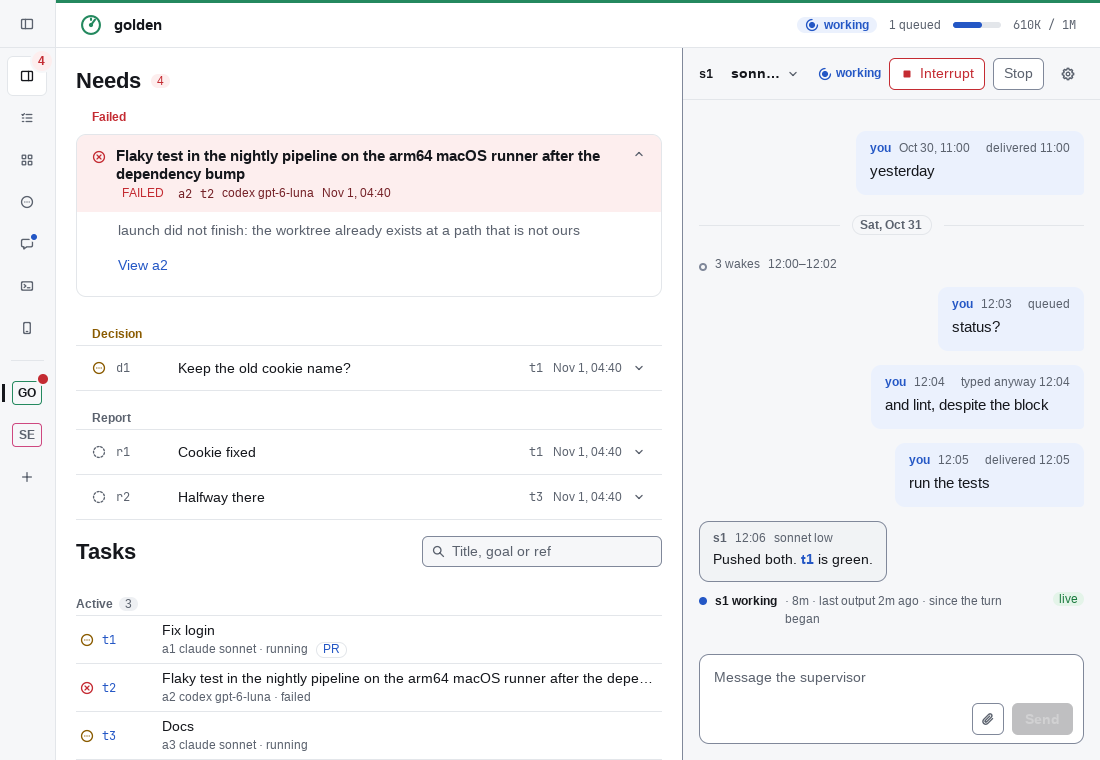 golden
working
1 queued
610K / 1M
4
GO
SE
Needs 4
Failed
Flaky test in the nightly pipeline on the arm64 macOS runner after the
dependency bump
FAILED a2 t2 codex gpt-6-luna Nov 1, 04:40
launch did not finish: the worktree already exists at a path that is not ours
View a2
Decision
d1 Keep the old cookie name? t1 Nov 1, 04:40
Report
r1 Cookie fixed t1 Nov 1, 04:40
r2 Halfway there t3 Nov 1, 04:40
Tasks
Title, goal or ref
Active 3
t1 Fix login
a1 claude sonnet · running PR
t2 Flaky test in the nightly pipeline on the arm64 macOS runner after the depe…
a2 codex gpt-6-luna · failed
t3 Docs
a3 claude sonnet · running
s1 sonn… working Interrupt Stop
you Oct 30, 11:00 delivered 11:00
yesterday
Sat, Oct 31
3 wakes 12:00–12:02
you 12:03 queued
status?
you 12:04 typed anyway 12:04
and lint, despite the block
you 12:05 delivered 12:05
run the tests
s1 12:06 sonnet low
Pushed both. t1 is green.
s1 working · 8m · last output 2m ago · since the turn
began
live
Message the supervisor
Send